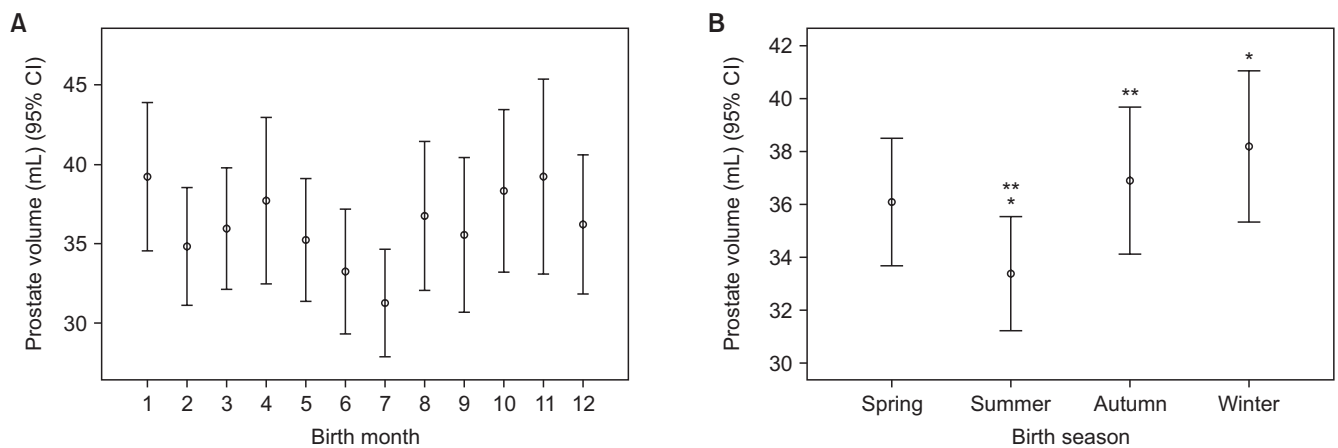 A
Prostate volume (mL) (95% CI)
45
40
35
30
1 2 3 4 5 6 7 8 9 10 11 12
Birth month
B
Prostate volume (mL) (95% CI)
42
40
38
36
34
32
30
**
*
**
*
Spring Summer Autumn Winter
Birth season